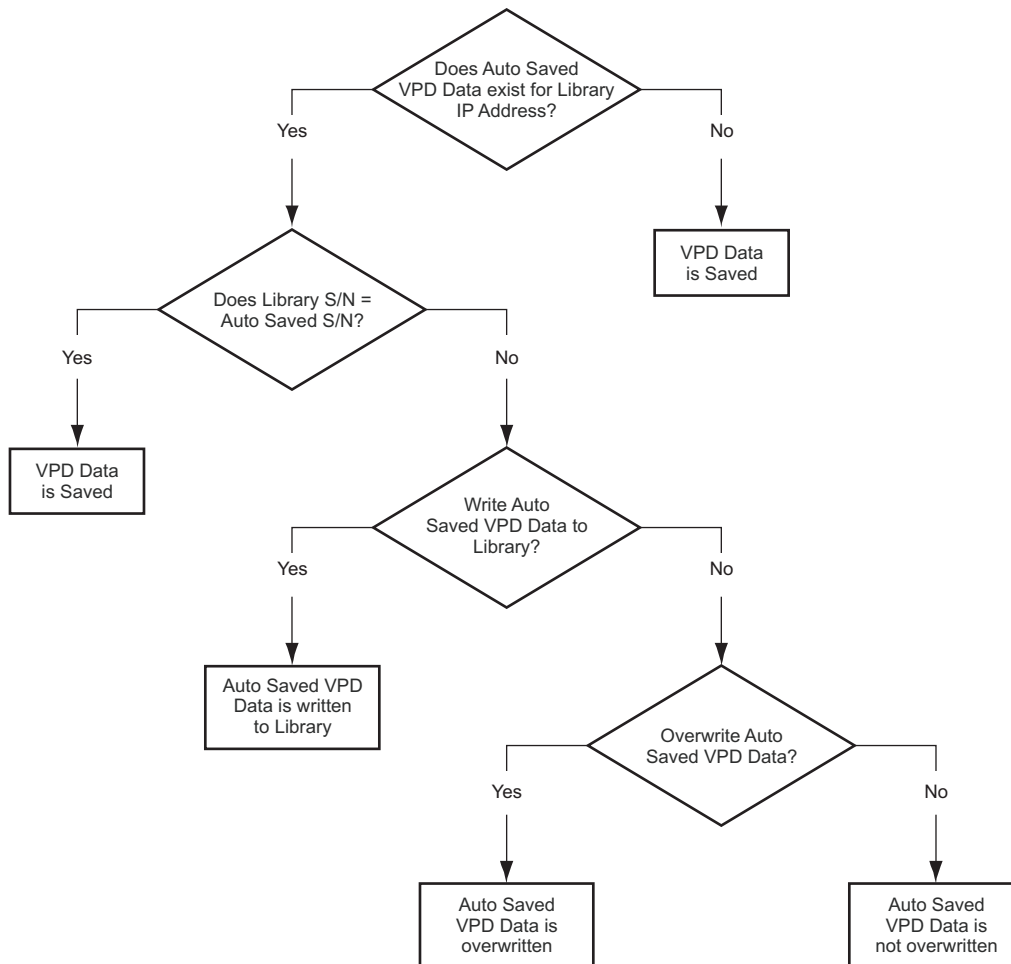 Does Auto Saved
VPD Data exist for Library
IP Address?
Yes
No
VPD Data
is Saved
Does Library S/N =
Auto Saved S/N?
Yes
No
VPD Data
is Saved
Write Auto
Saved VPD Data to
Library?
Yes
No
Auto Saved VPD
Data is written
to Library
Overwrite Auto
Saved VPD Data?
Yes
No
Auto Saved
VPD Data is
overwritten
Auto Saved
VPD Data is
not overwritten